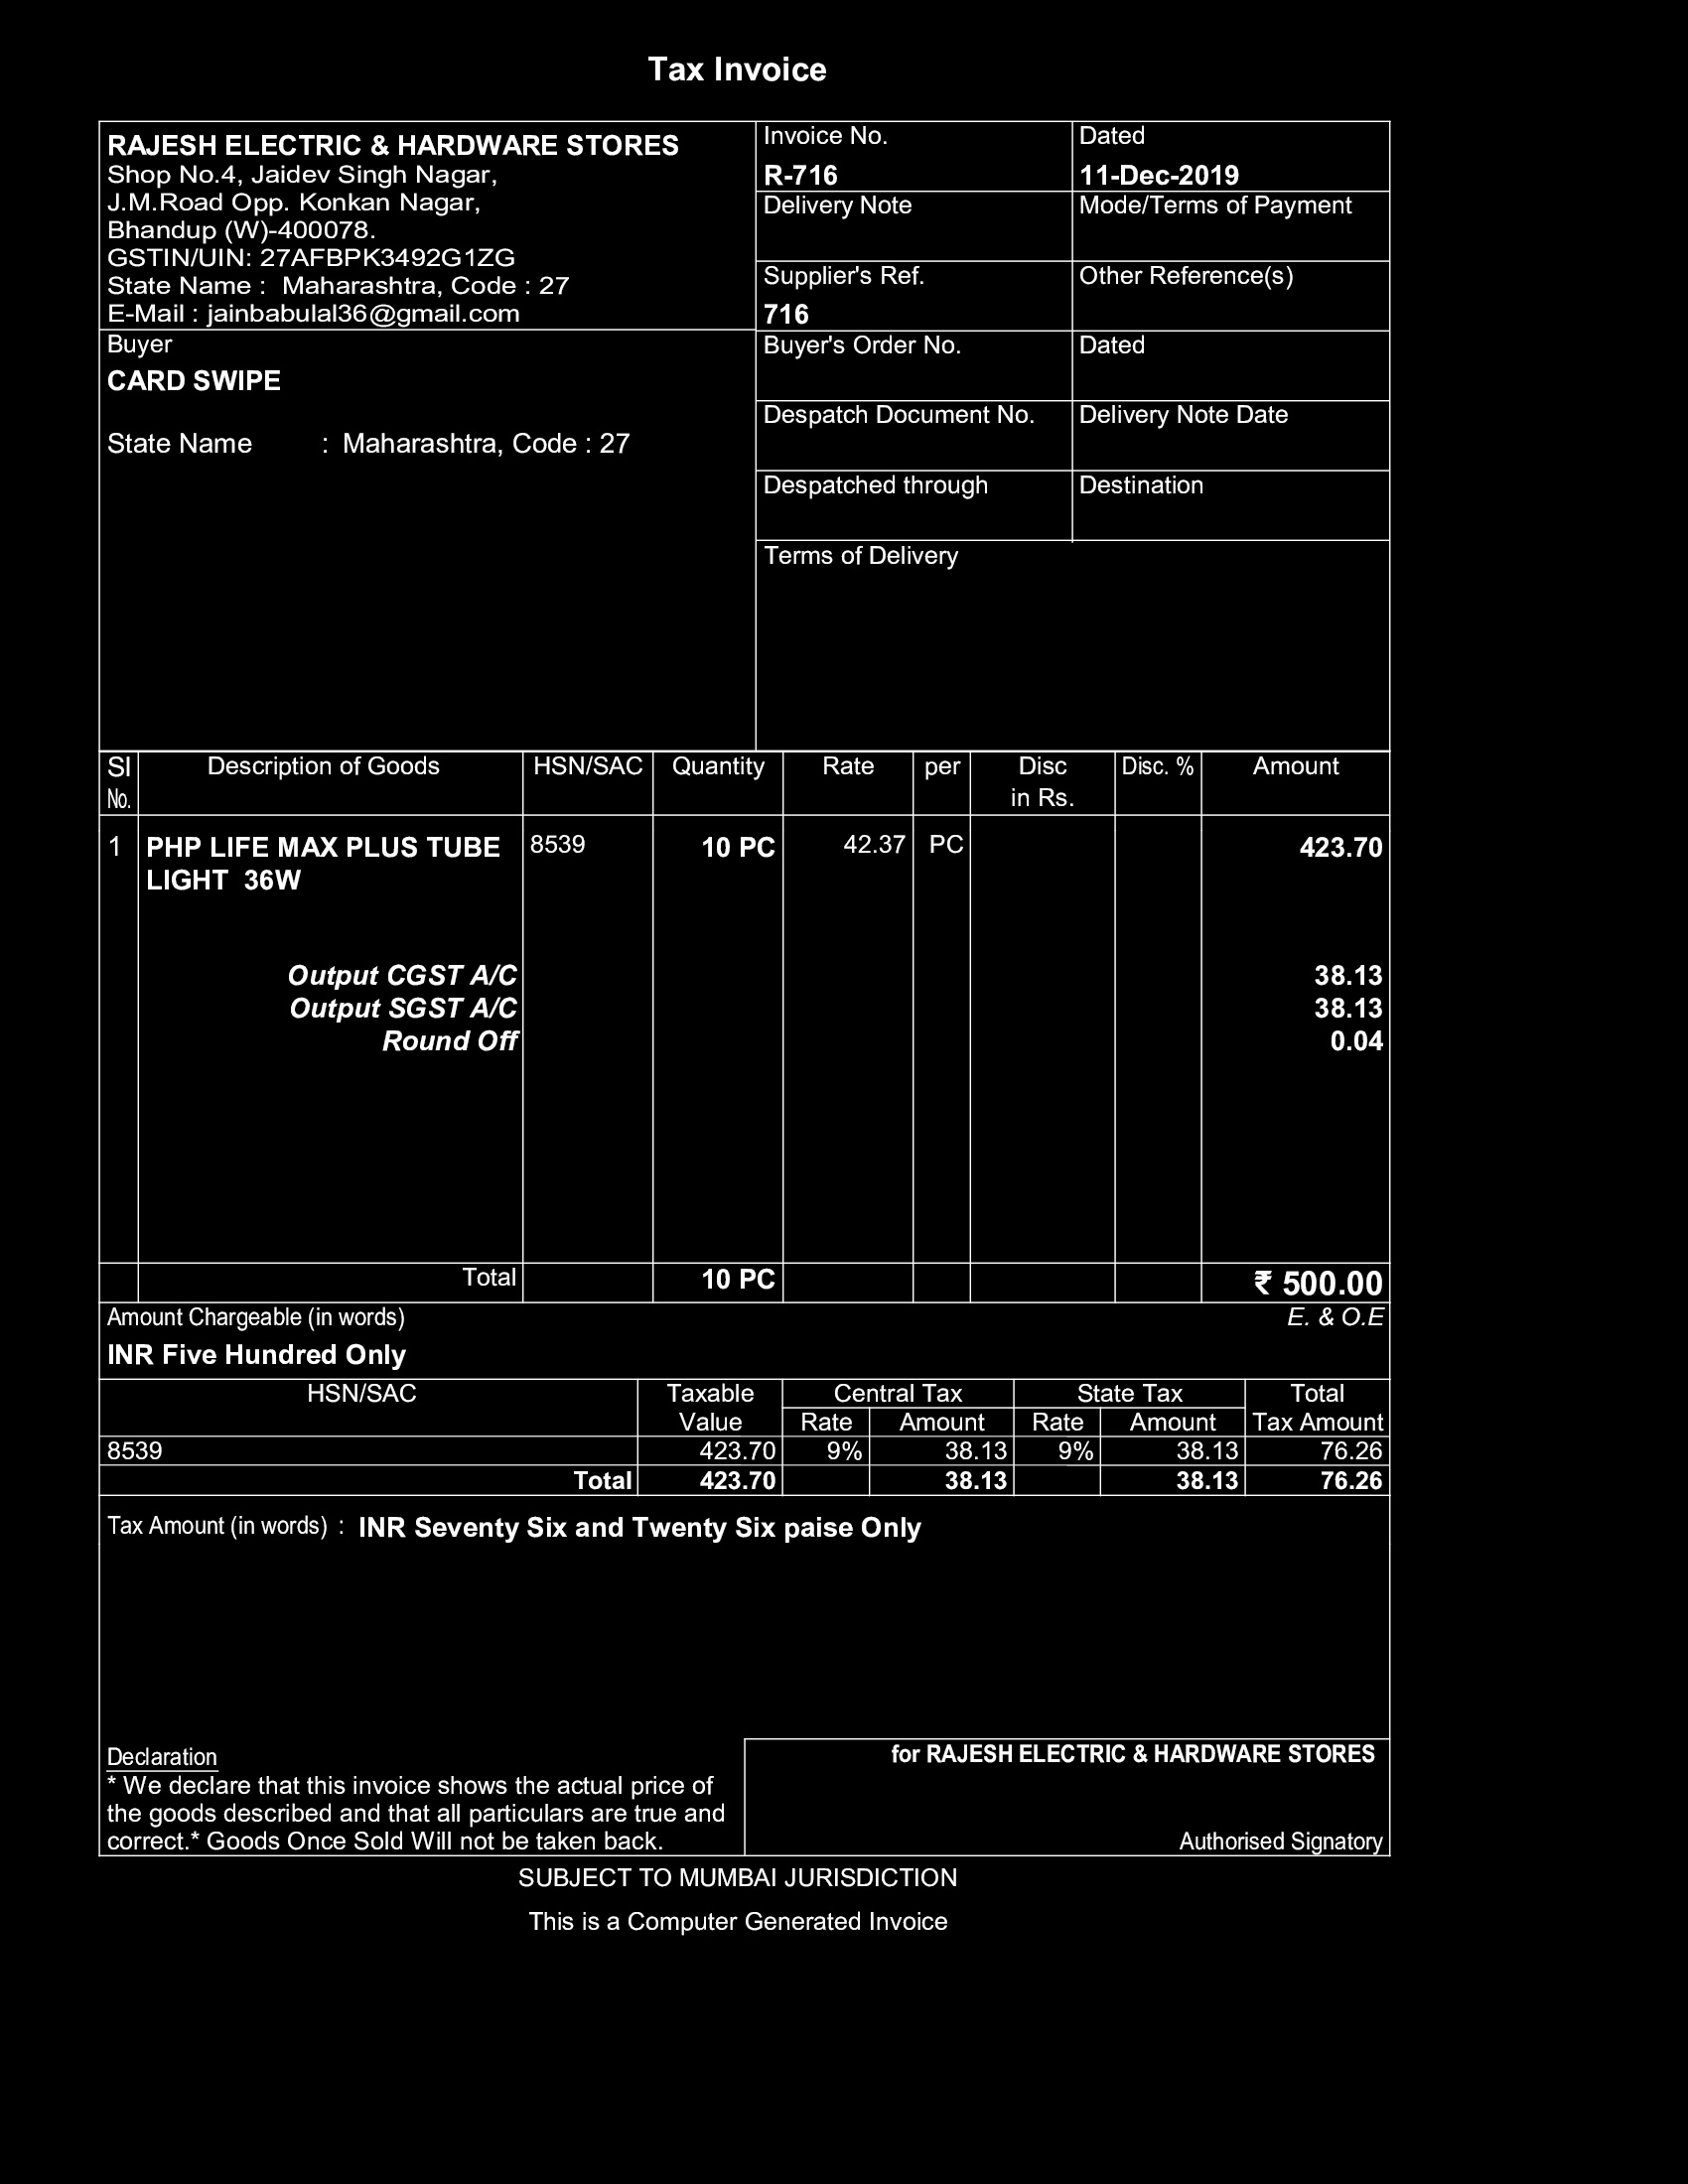 Tax Invoice
RAJESH ELECTRIC & HARDWARE STORES
Shop No.4, Jaidev Singh Nagar,
J.M.Road Opp. Konkan Nagar,
Bhandup (W)-400078.
GSTIN/UIN: 27AFBPK3492G1ZG
State Name : Maharashtra, Code : 27
E-Mail : jainbabulal36@gmail.com
Invoice No. Dated
R-716 11-Dec-2019
Delivery Note Mode/Terms of Payment
Supplier's Ref. Other Reference(s)
716
Buyer
CARD SWIPE
State Name : Maharashtra, Code : 27
Buyer's Order No. Dated
Despatch Document No. Delivery Note Date
Despatched through Destination
Terms of Delivery
SI Description of Goods HSN/SAC Quantity Rate per Disc Disc. % Amount
No. in Rs.
1 PHP LIFE MAX PLUS TUBE 8539 10 PC 42.37 PC 423.70
LIGHT 36W
Output CGST A/C 38.13
Output SGST A/C 38.13
Round Off 0.04
Total 10 PC ₹ 500.00
Amount Chargeable (in words) E. & O.E
INR Five Hundred Only
HSN/SAC Taxable Central Tax State Tax Total
Value Rate Amount Rate Amount Tax Amount
8539 423.70 9% 38.13 9% 38.13 76.26
Total 423.70 38.13 38.13 76.26
Tax Amount (in words) : INR Seventy Six and Twenty Six paise Only
Declaration
* We declare that this invoice shows the actual price of
the goods described and that all particulars are true and
correct.* Goods Once Sold Will not be taken back.
for RAJESH ELECTRIC & HARDWARE STORES
Authorised Signatory
SUBJECT TO MUMBAI JURISDICTION
This is a Computer Generated Invoice